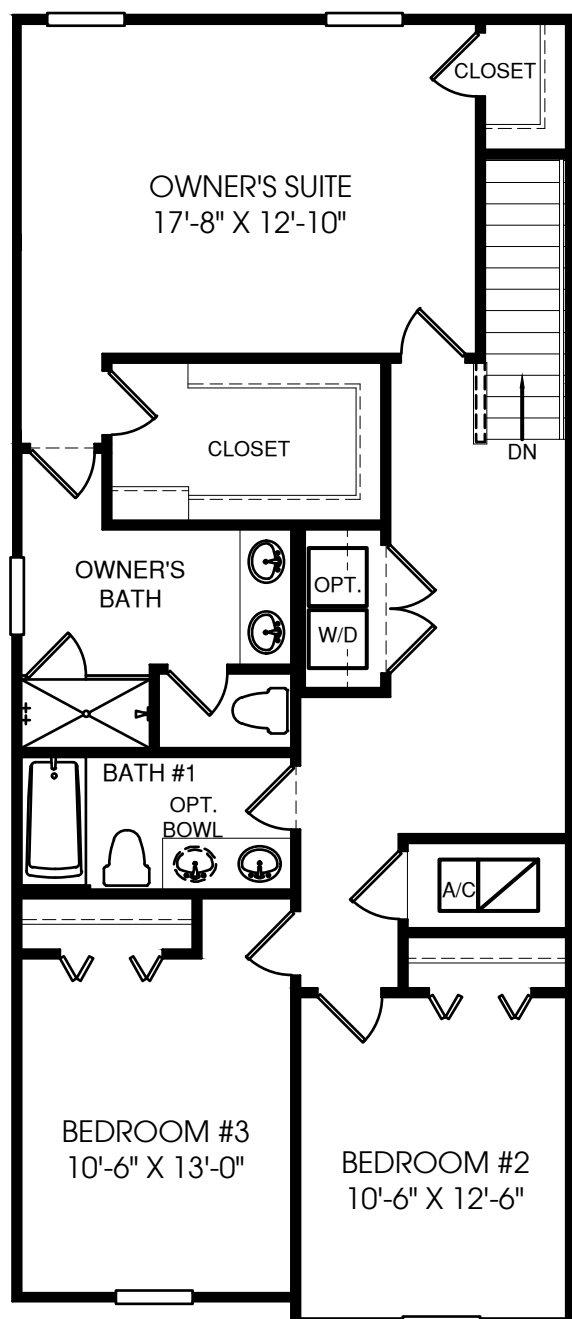 CLOSET
OWNER'S SUITE
17'-8" X 12'-10"
CLOSET
DN
OWNER'S
BATH
OPT.
W/D
BATH #1
OPT.
BOWL
A/C
BEDROOM #3
10'-6" X 13'-0"
BEDROOM #2
10'-6" X 12'-6"